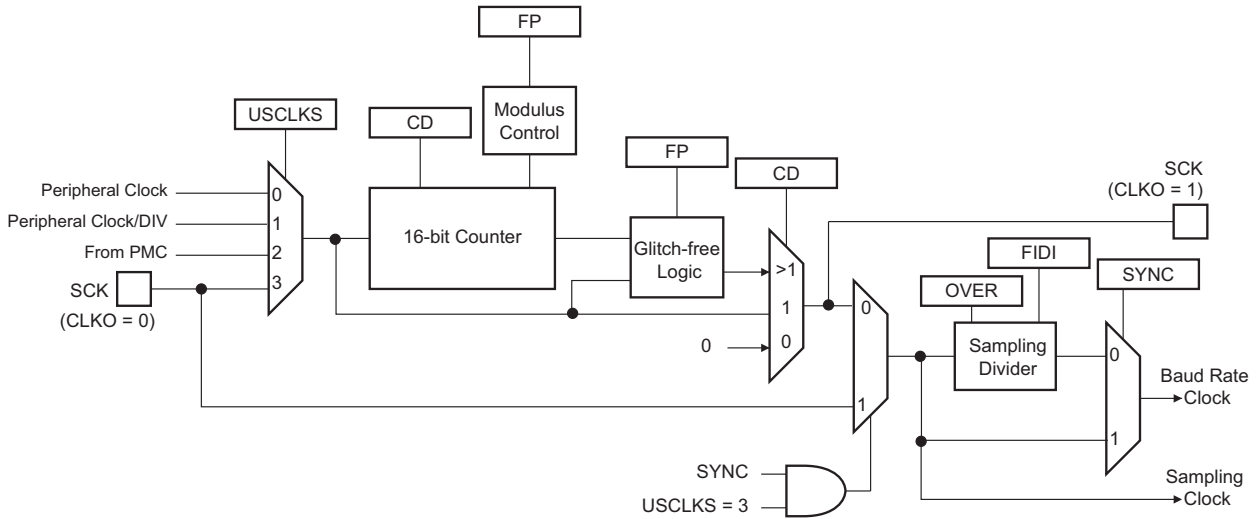 FP
USCLKS
CD
Modulus
Control
FP
CD
SCK
(CLKO = 1)
Peripheral Clock
0
Peripheral Clock/DIV
1
16-bit Counter
From PMC
2
Glitch-free
Logic
>1
FIDI
SCK
3
(CLKO = 0)
1
0
OVER
SYNC
0
0
Sampling
Divider
0
Baud Rate
Clock
1
1
SYNC
USCLKS = 3
Sampling
Clock